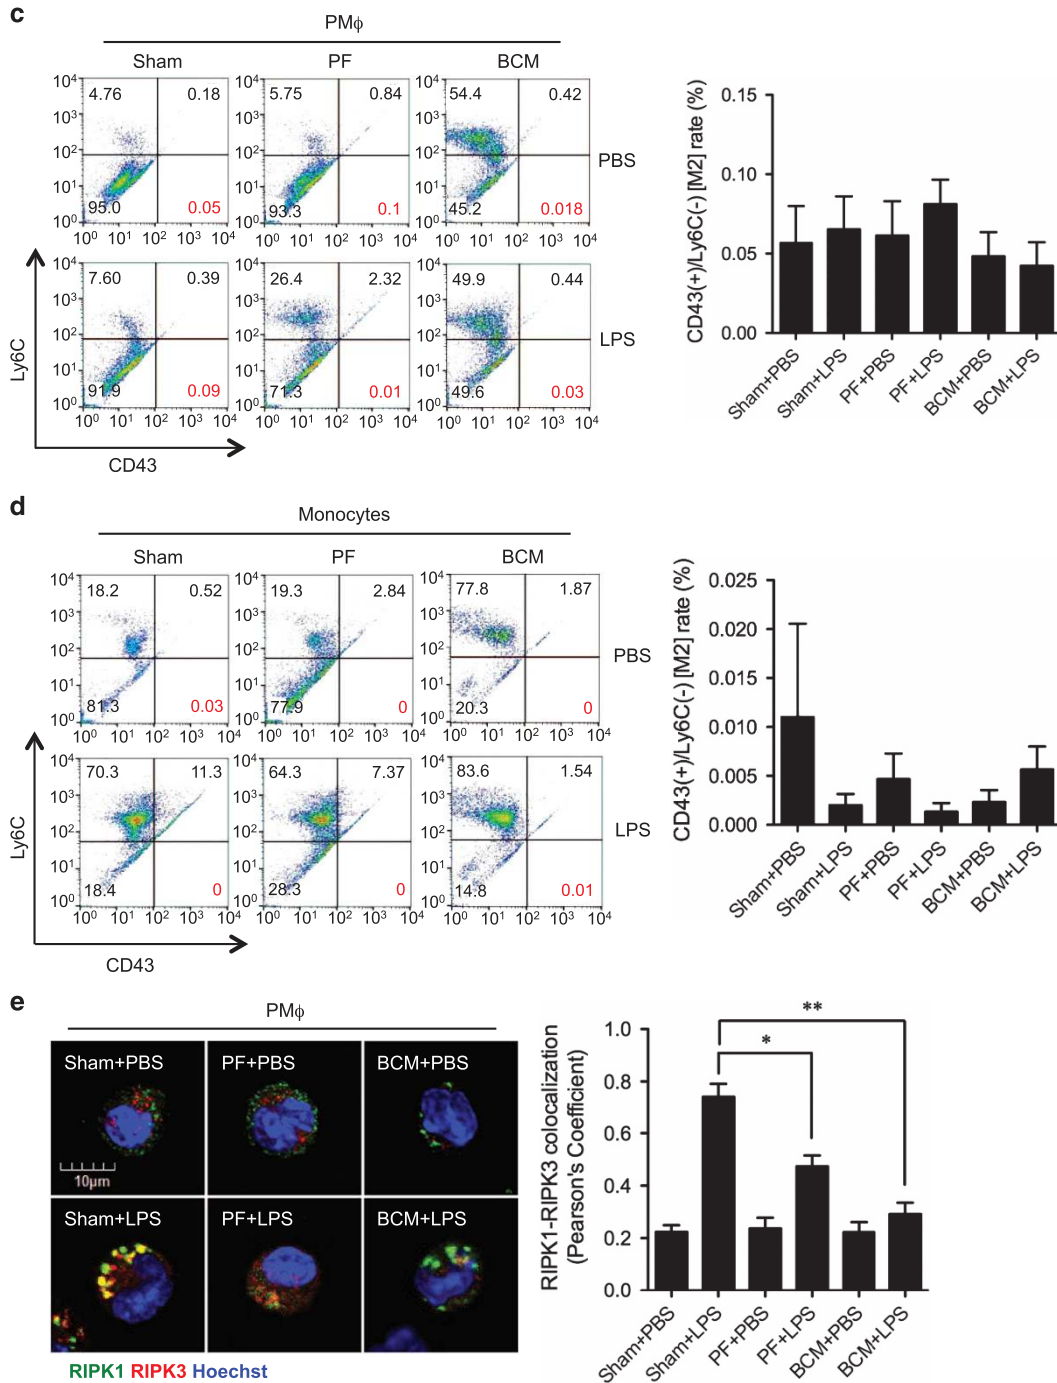 c
PMϕ
Sham PF BCM
10⁴ 4.76 0.18 10⁴ 5.75 0.84 10⁴ 54.4 0.42
10³ 10³ 10³
10² 10² 10² PBS
10¹ 10¹ 10¹
10⁰ 95.0 0.05 10⁰ 93.3 0.1 10⁰ 45.2 0.018
10⁰ 10¹ 10² 10³ 10⁴ 10⁰ 10¹ 10² 10³ 10⁴ 10⁰ 10¹ 10² 10³ 10⁴
10⁴ 7.60 0.39 10⁴ 26.4 2.32 10⁴ 49.9 0.44
10³ 10³ 10³
10² 10² 10² LPS
10¹ 10¹ 10¹
10⁰ 91.9 0.09 10⁰ 71.3 0.01 10⁰ 49.6 0.03
10⁰ 10¹ 10² 10³ 10⁴ 10⁰ 10¹ 10² 10³ 10⁴ 10⁰ 10¹ 10² 10³ 10⁴
Ly6C
CD43
CD43(+)/Ly6C(-) [M2] rate (%)
0.15
0.10
0.05
0.00
Sham+PBS
Sham+LPS
PF+PBS
PF+LPS
BCM+PBS
BCM+LPS
d
Monocytes
Sham PF BCM
10⁴ 18.2 0.52 10⁴ 19.3 2.84 10⁴ 77.8 1.87
10³ 10³ 10³
10² 10² 10² PBS
10¹ 10¹ 10¹
10⁰ 81.3 0.03 10⁰ 77.9 0 10⁰ 20.3 0
10⁰ 10¹ 10² 10³ 10⁴ 10⁰ 10¹ 10² 10³ 10⁴ 10⁰ 10¹ 10² 10³ 10⁴
10⁴ 70.3 11.3 10⁴ 64.3 7.37 10⁴ 83.6 1.54
10³ 10³ 10³
10² 10² 10² LPS
10¹ 10¹ 10¹
10⁰ 18.4 0 10⁰ 28.3 0 10⁰ 14.8 0.01
10⁰ 10¹ 10² 10³ 10⁴ 10⁰ 10¹ 10² 10³ 10⁴ 10⁰ 10¹ 10² 10³ 10⁴
Ly6C
CD43
CD43(+)/Ly6C(-) [M2] rate (%)
0.025
0.020
0.015
0.010
0.005
0.000
Sham+PBS
Sham+LPS
PF+PBS
PF+LPS
BCM+PBS
BCM+LPS
e
PMϕ
Sham+PBS PF+PBS BCM+PBS
10μm
Sham+LPS PF+LPS BCM+LPS
RIPK1 RIPK3 Hoechst
RIPK1-RIPK3 colocalization
(Pearson's Coefficient)
1.0
0.8
0.6
0.4
0.2
0.0
**
*
Sham+PBS
Sham+LPS
PF+PBS
PF+LPS
BCM+PBS
BCM+LPS